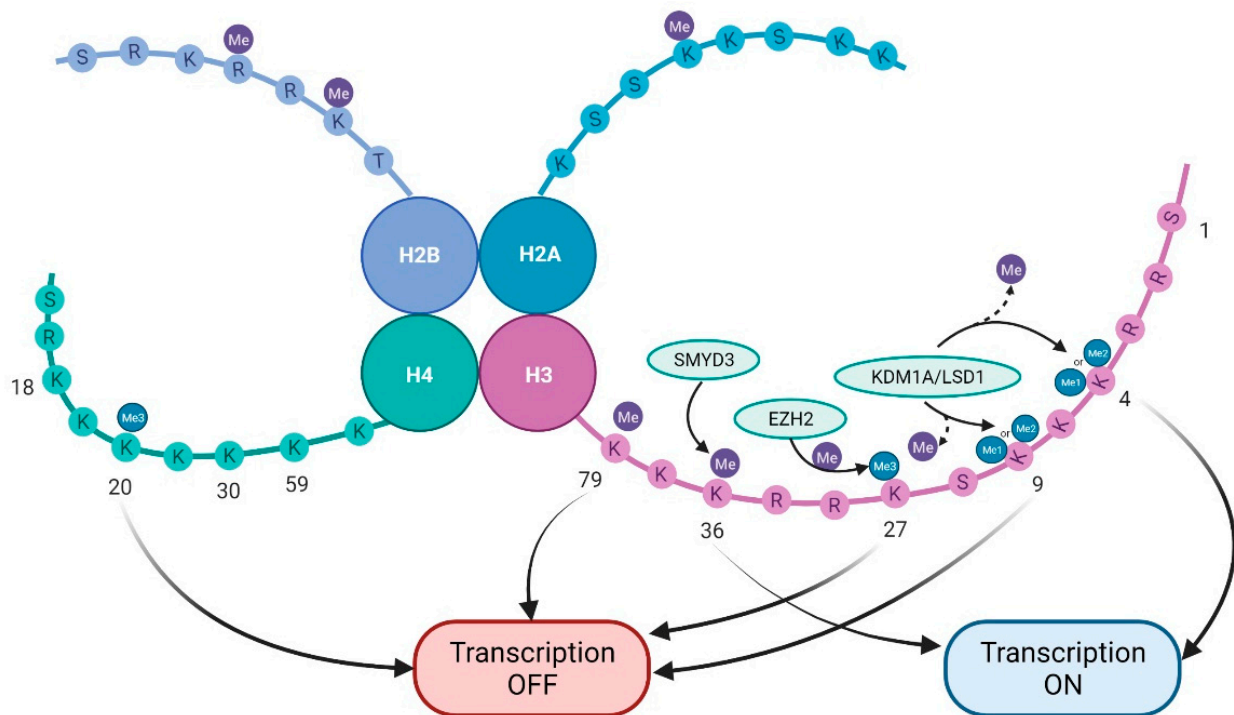 S R K R R K T
Me
Me
K S S K K S K K
Me
H2B
H2A
H4
H3
S R K K K K K K K
18
Me3
20
30
59
K K K R R K S K K K R R S
Me
79
SMYD3
Me
36
EZH2
Me
Me3
27
KDM1A/LSD1
Me
Me
Me1
or
Me2
9
Me1
or
Me2
4
1
Transcription
OFF
Transcription
ON